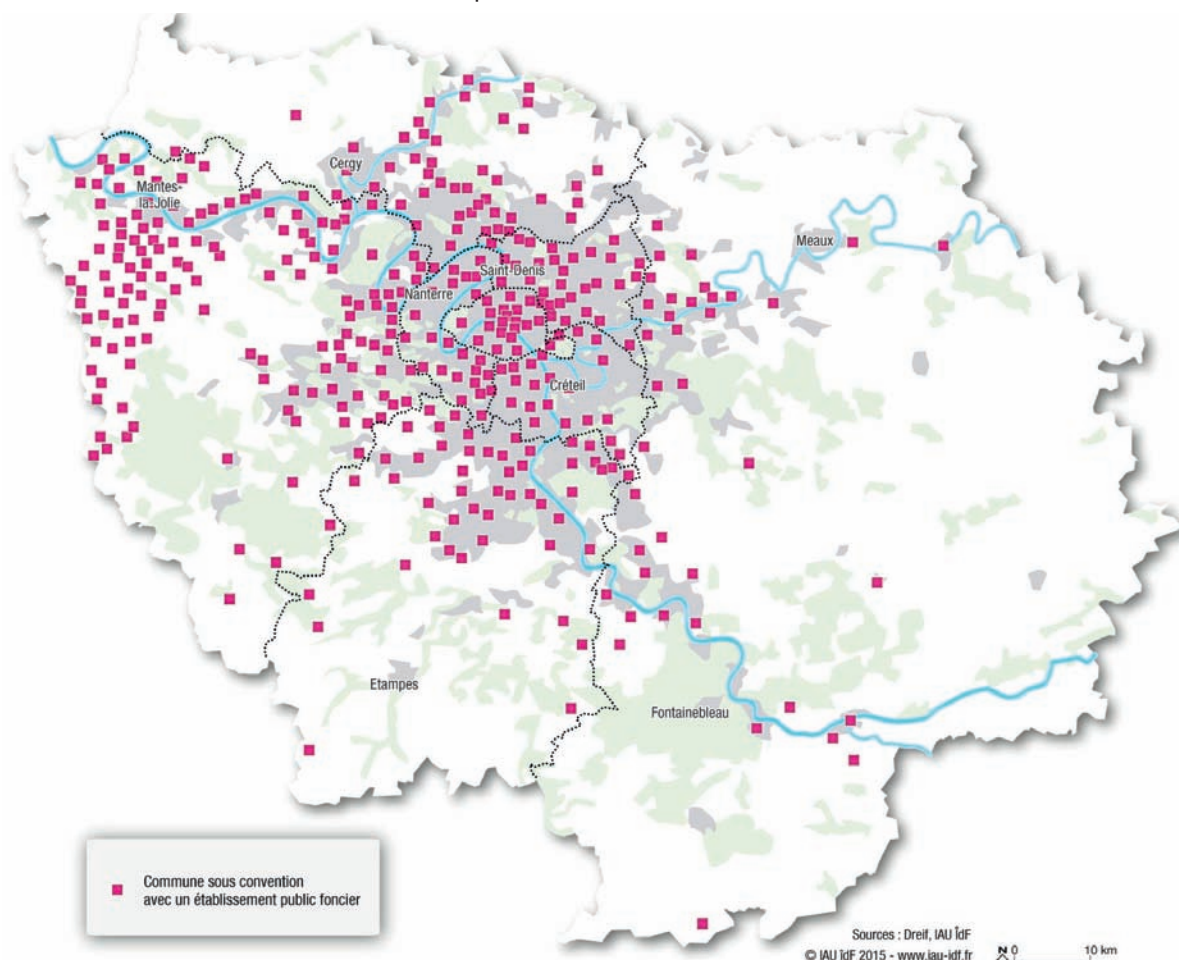 Cergy
Mantes-
la-Jolie
Meaux
Saint-Denis
Nanterre
Créteil
Etampes
Fontainebleau
Commune sous convention
avec un établissement public foncier
Sources : Dreif, IAU îdF
© IAU îdF 2015 - www.iau-idf.fr
N 0 10 km